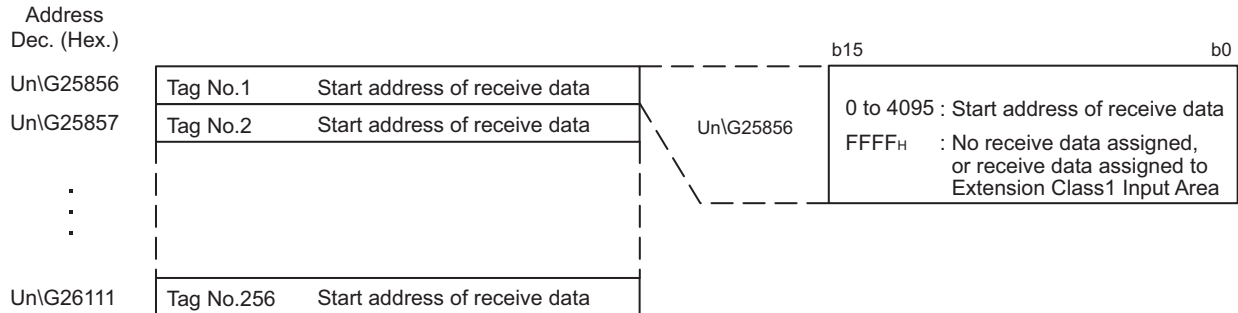 Address
Dec. (Hex.)
b15 b0
Un\G25856 Tag No.1 Start address of receive data
0 to 4095 : Start address of receive data
Un\G25857 Tag No.2 Start address of receive data
Un\G25856
FFFFH : No receive data assigned,
or receive data assigned to
Extension Class1 Input Area
Un\G26111 Tag No.256 Start address of receive data